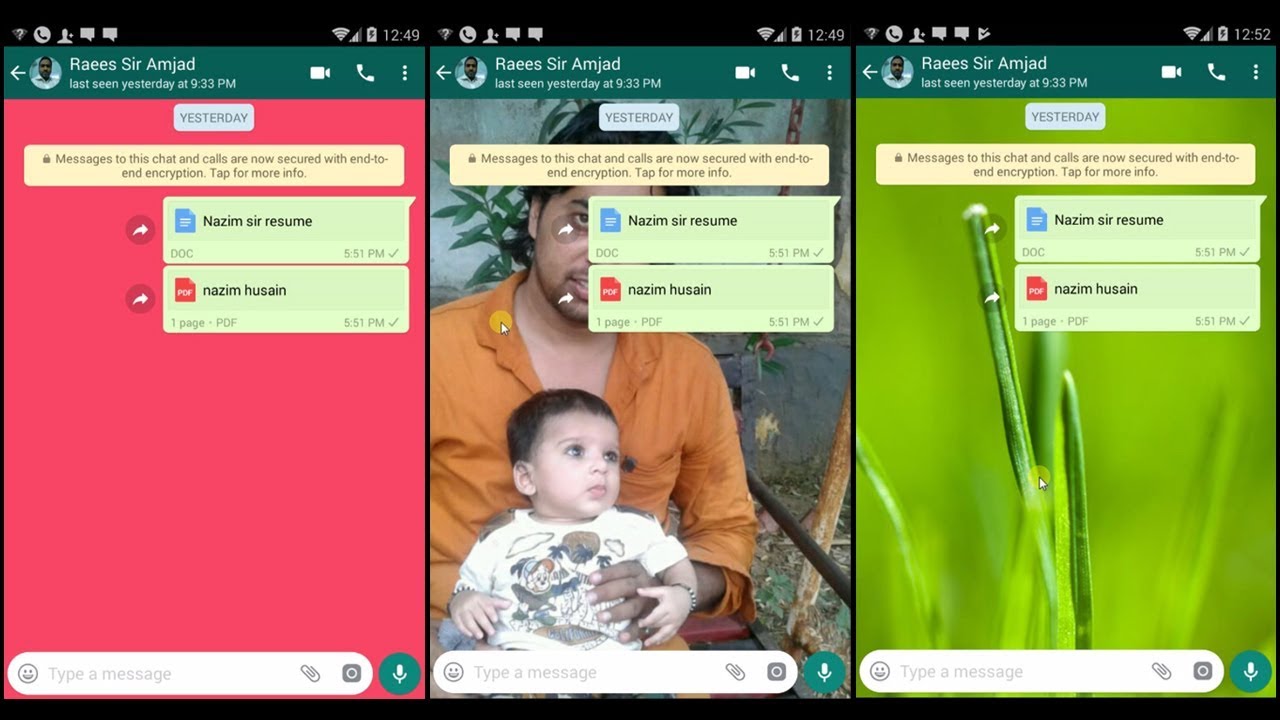 12:49
Raees Sir Amjad
last seen yesterday at 9:33 PM
YESTERDAY
Messages to this chat and calls are now secured with end-to-
end encryption. Tap for more info.
Nazim sir resume
DOC 5:51 PM
PDF nazim husain
1 page • PDF 5:51 PM
Type a message
12:49
Raees Sir Amjad
last seen yesterday at 9:33 PM
YESTERDAY
Messages to this chat and calls are now secured with end-to-
end encryption. Tap for more info.
Nazim sir resume
DOC 5:51 PM
PDF nazim husain
1 page • PDF 5:51 PM
Type a message
12:52
Raees Sir Amjad
last seen yesterday at 9:33 PM
YESTERDAY
Messages to this chat and calls are now secured with end-to-
end encryption. Tap for more info.
Nazim sir resume
DOC 5:51 PM
PDF nazim husain
1 page • PDF 5:51 PM
Type a message